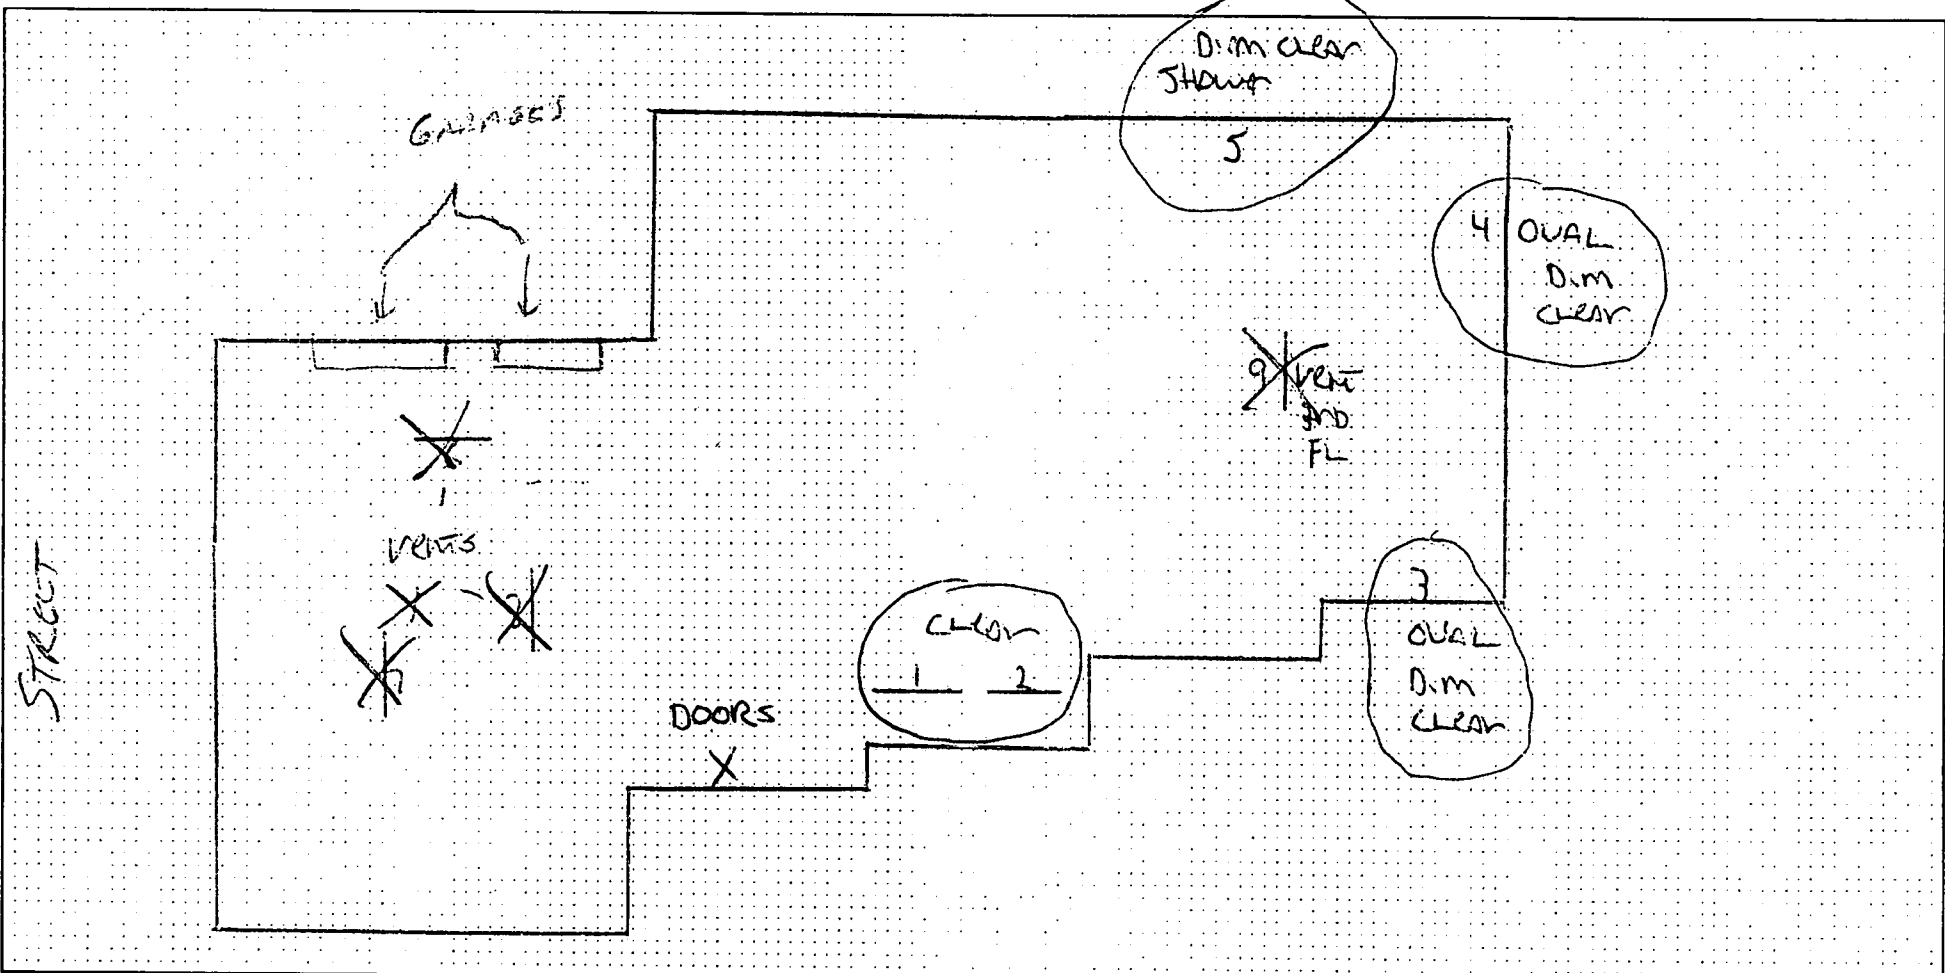 Dim CLEAR
SHOWER
5
GARAGES
4 OVAL
Dim
CLEAR
9 VENT
2ND
FL
1
VENTS
STREET
3
OVAL
Dim
CLEAR
CLEAR
1 2
DOORS
X